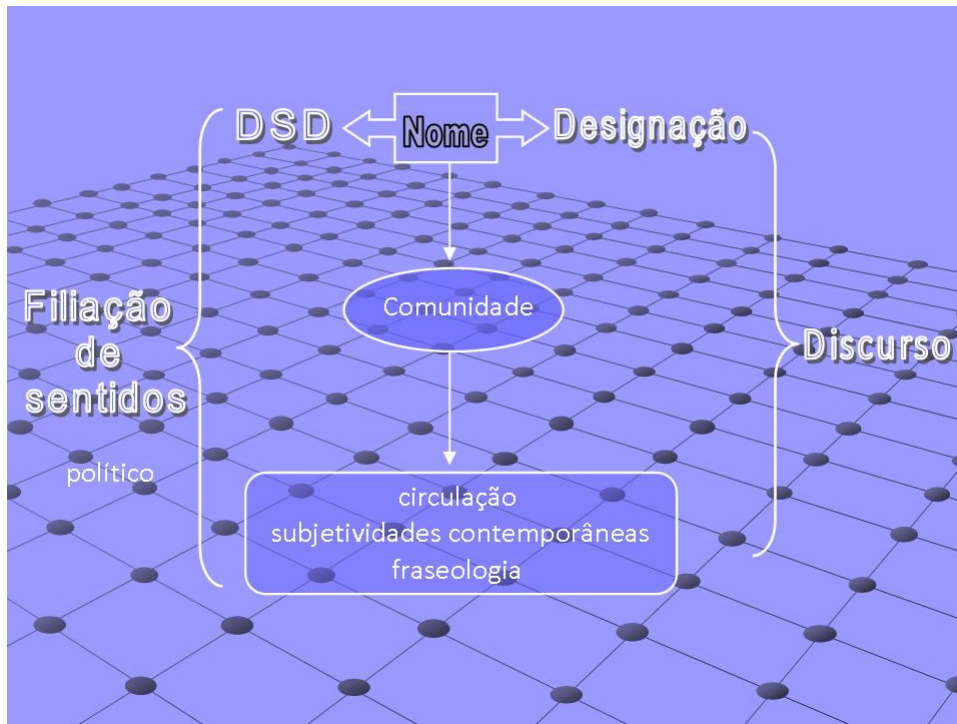 DSD
Nome
Designação
Comunidade
Filiação
de
sentidos
Discurso
político
circulação
subjetividades contemporâneas
fraseologia